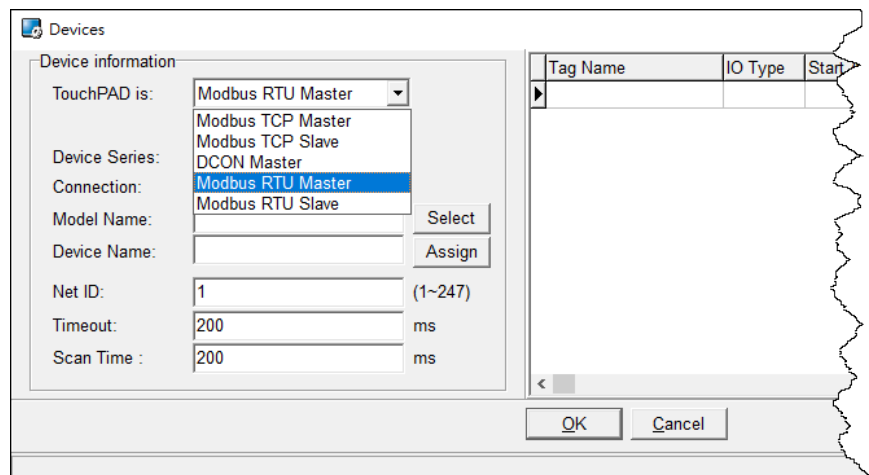 Devices
Device information
TouchPAD is: Modbus RTU Master
Modbus TCP Master
Modbus TCP Slave
DCON Master
Modbus RTU Master
Modbus RTU Slave
Device Series:
Connection:
Model Name: Select
Device Name: Assign
Net ID: 1 (1~247)
Timeout: 200 ms
Scan Time : 200 ms
Tag Name IO Type Start
OK Cancel